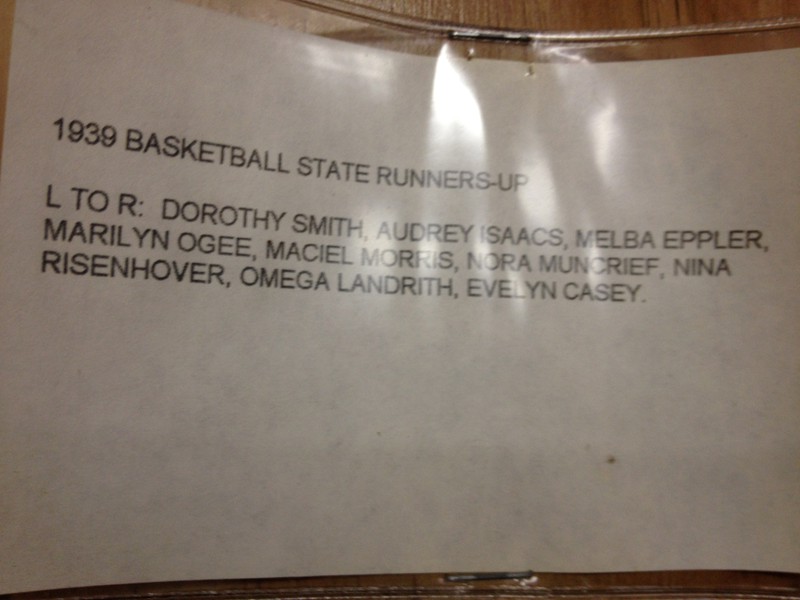 1939 BASKETBALL STATE RUNNERS-UP
L TO R: DOROTHY SMITH, AUDREY ISAACS, MELBA EPPLER,
MARILYN OGEE, MACIEL MORRIS, NORA MUNCRIEF, NINA
RISENHOVER, OMEGA LANDRITH, EVELYN CASEY.